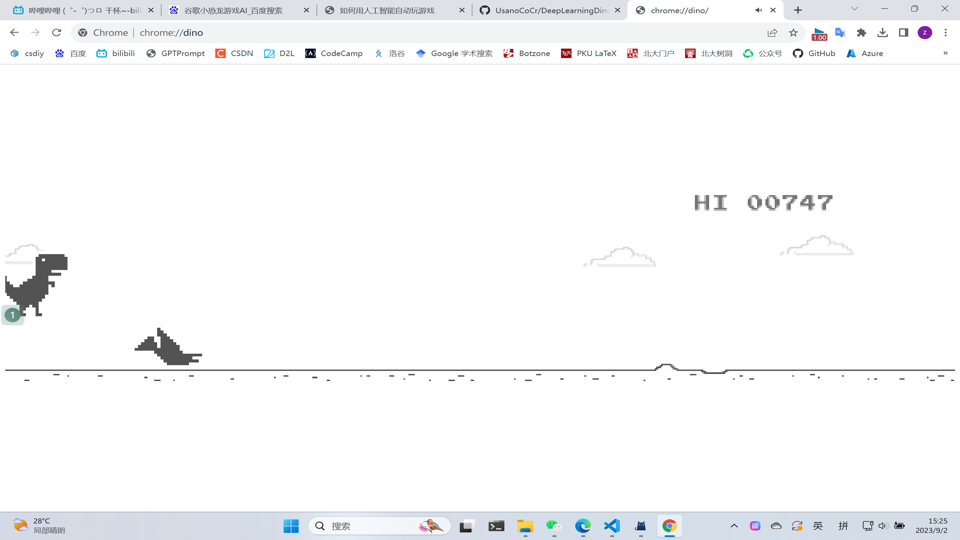 哔哩哔哩 (゜-゜)つロ 干杯~-bili
谷歌小恐龙游戏AI_百度搜索
如何用人工智能自动玩游戏
UsanoCoCr/DeepLearningDin
chrome://dino/
Chrome
chrome://dino
1.00
z
csdiy
百度
bilibili
GPTPrompt
CSDN
D2L
CodeCamp
洛谷
Google 学术搜索
Botzone
PKU LaTeX
北大门户
北大树洞
公众号
GitHub
Azure
»
HI 00747
1
28°C
局部晴朗
搜索
英
拼
15:25
2023/9/2